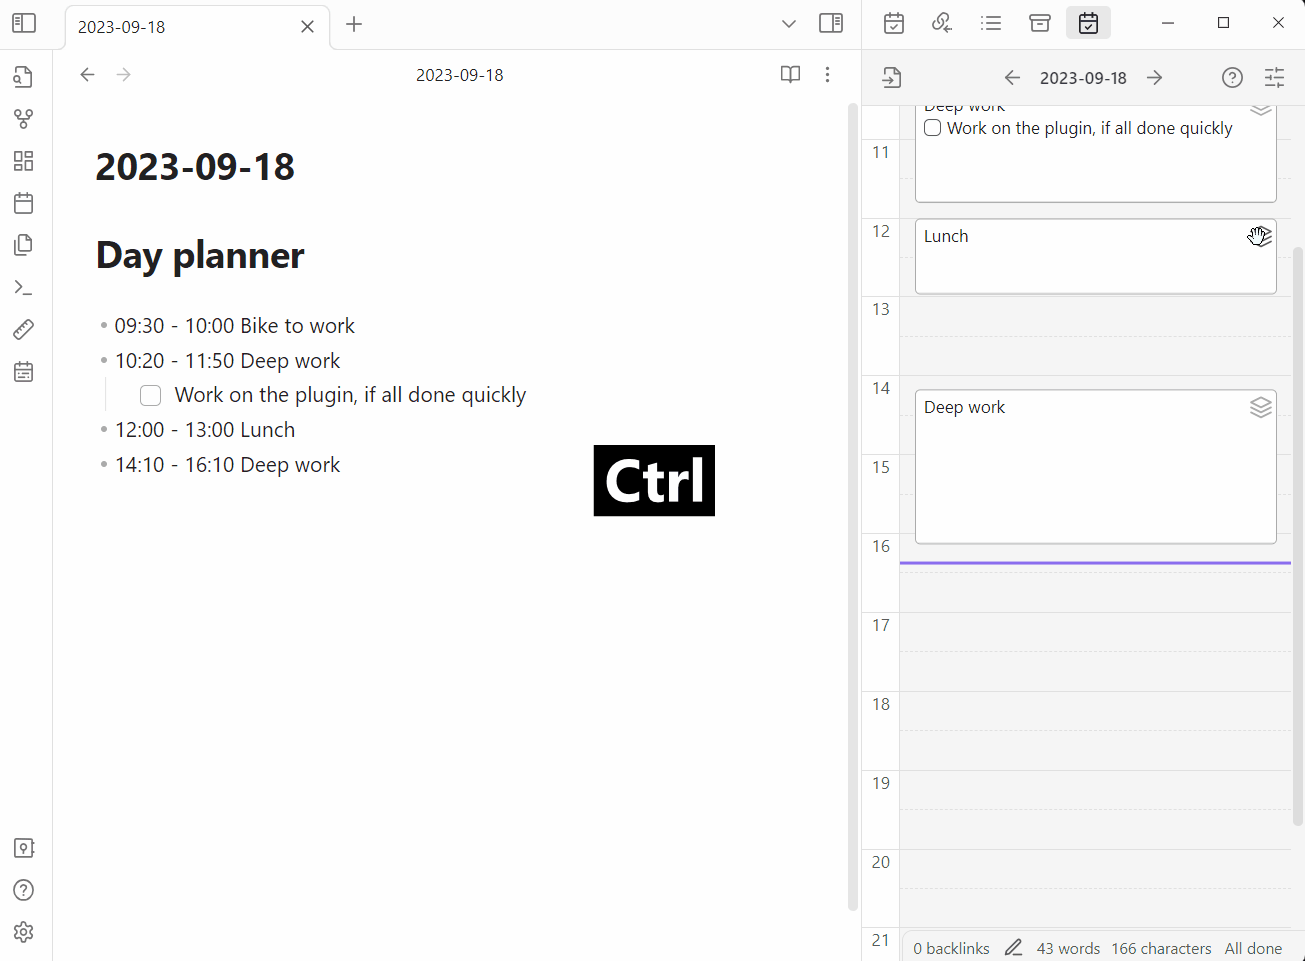 2023-09-18
2023-09-18
2023-09-18
2023-09-18
Day planner
09:30 - 10:00 Bike to work
10:20 - 11:50 Deep work
Work on the plugin, if all done quickly
12:00 - 13:00 Lunch
14:10 - 16:10 Deep work
Ctrl
Deep work
Work on the plugin, if all done quickly
11
12
Lunch
13
14
Deep work
15
16
17
18
19
20
21
0 backlinks 43 words 166 characters All done